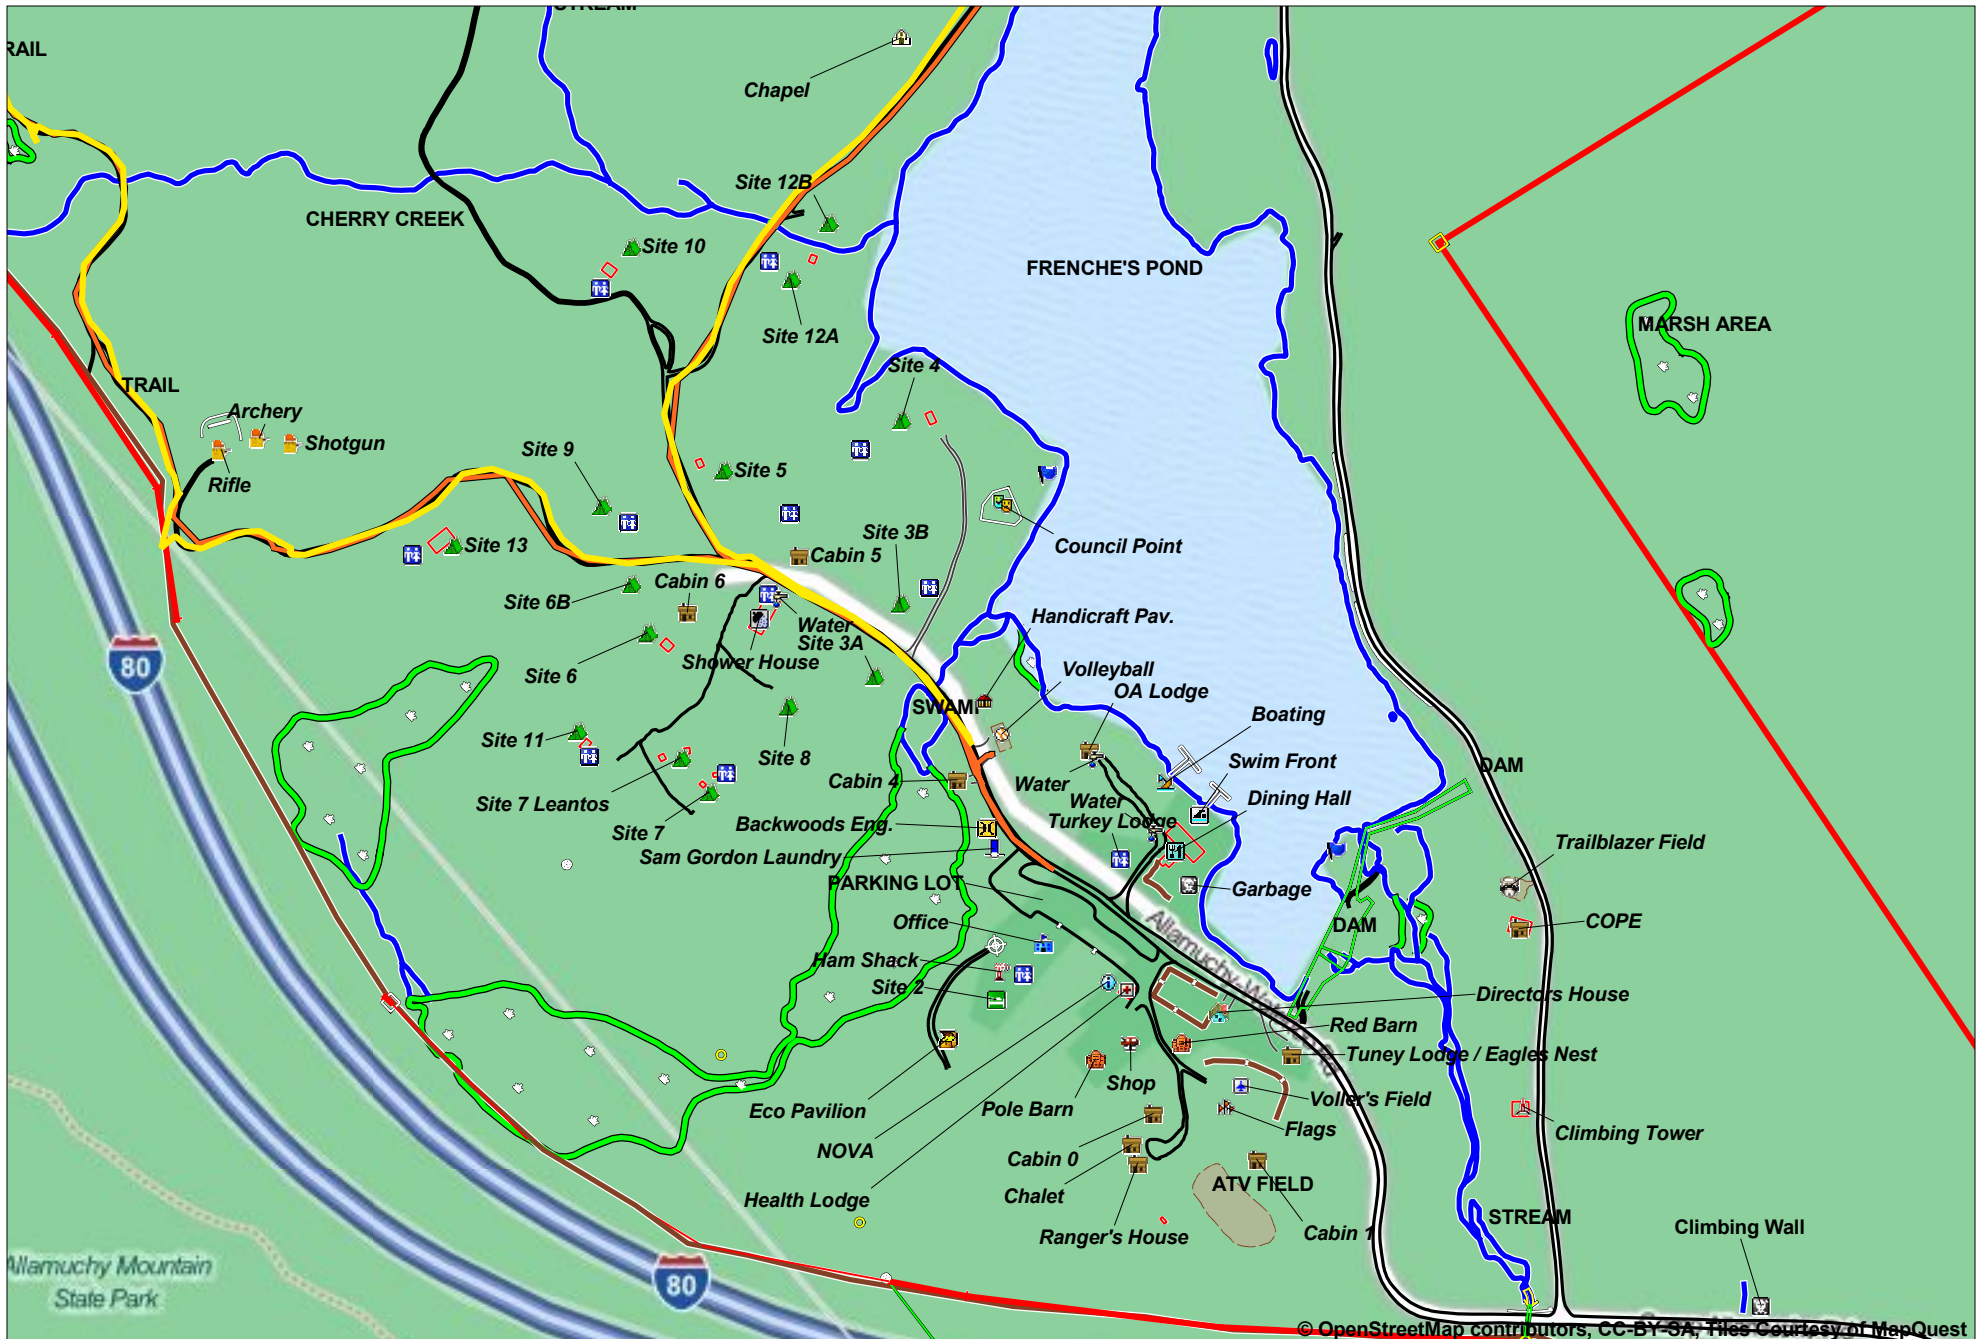 STREAM
RAIL
Chapel
Site 12B
CHERRY CREEK
Site 10
FRENCHE'S POND
MARSH AREA
Site 12A
Site 4
TRAIL
Archery
Shotgun
Rifle
Site 9
Site 5
Site 3B
Council Point
Site 13
Cabin 5
Cabin 6
Site 6B
Handicraft Pav.
Water
Site 3A
Shower House
80
Site 6
Volleyball
OA Lodge
SWAMP
Boating
Site 11
Site 8
Swim Front
DAM
Cabin 4
Water
Dining Hall
Site 7 Leantos
Water
Turkey Lodge
Backwoods Eng.
Site 7
Sam Gordon Laundry
Trailblazer Field
PARKING LOT
Garbage
Office
DAM
COPE
Ham Shack
Site 2
Directors House
Red Barn
Tuney Lodge / Eagles Nest
Shop
Eco Pavilion
Pole Barn
Voller's Field
Flags
Climbing Tower
NOVA
Cabin 0
Health Lodge
Chalet
ATV FIELD
STREAM
Ranger's House
Cabin 1
Climbing Wall
Allamuchy Mountain
State Park
80
© OpenStreetMap contributors, CC-BY-SA, Tiles Courtesy of MapQuest